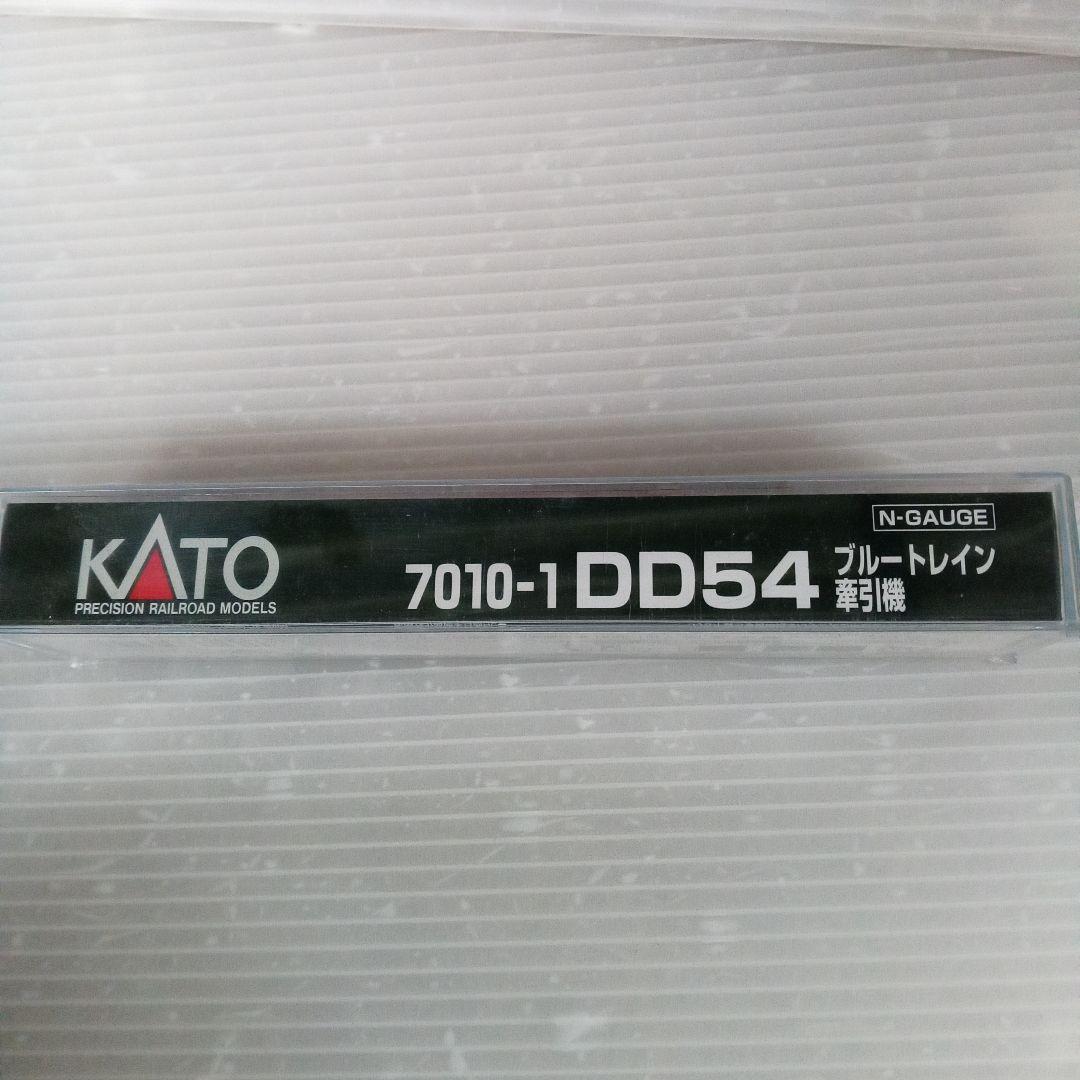 KATO
PRECISION RAILROAD MODELS
7010-1 DD54
ブルートレイン
牽引機
N-GAUGE